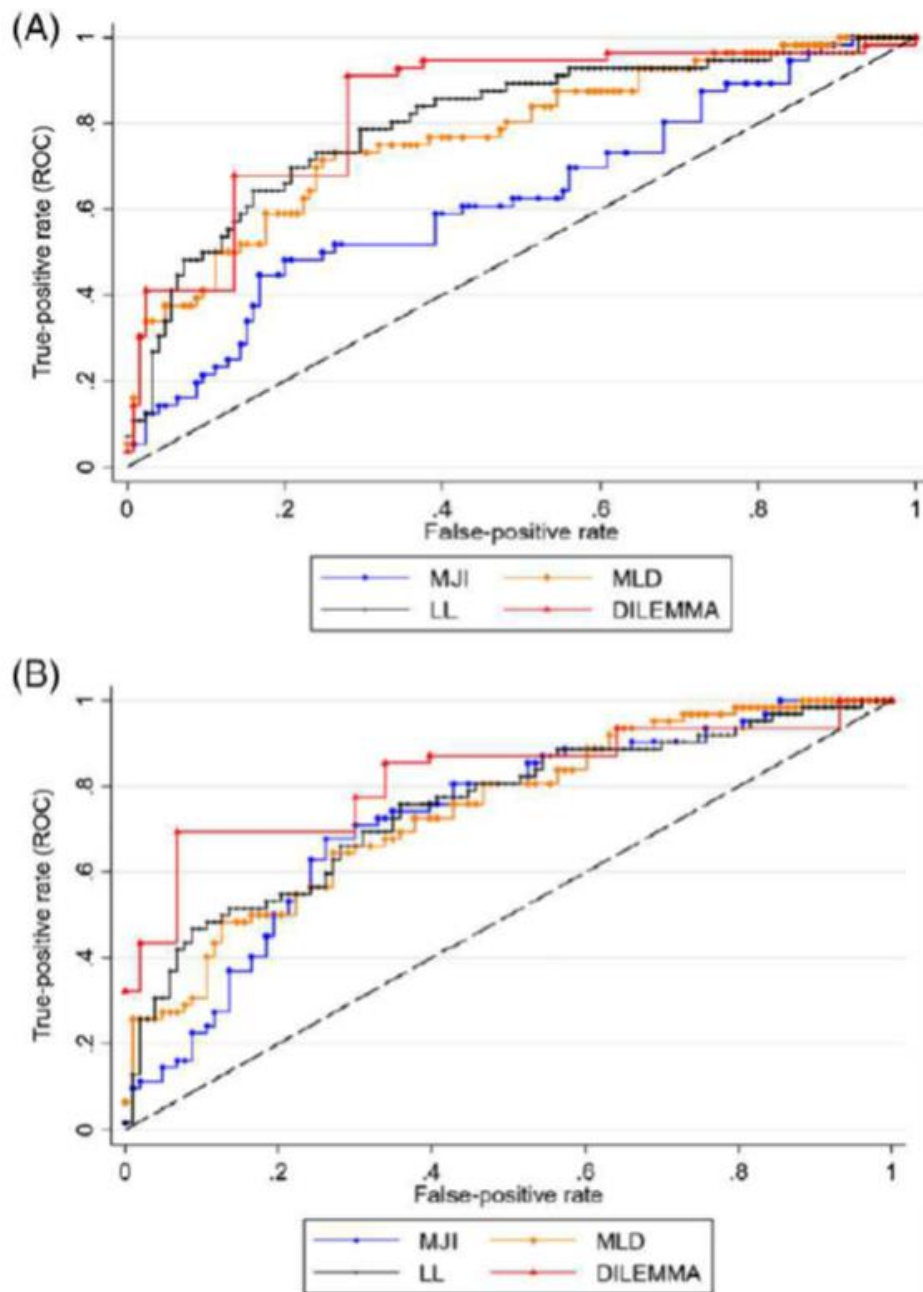 (A)
True-positive rate (ROC)
1
.8
.6
.4
.2
0
0 .2 .4 .6 .8 1
False-positive rate
MJI MLD
LL DILEMMA
(B)
True-positive rate (ROC)
1
.8
.6
.4
.2
0
0 .2 .4 .6 .8 1
False-positive rate
MJI MLD
LL DILEMMA